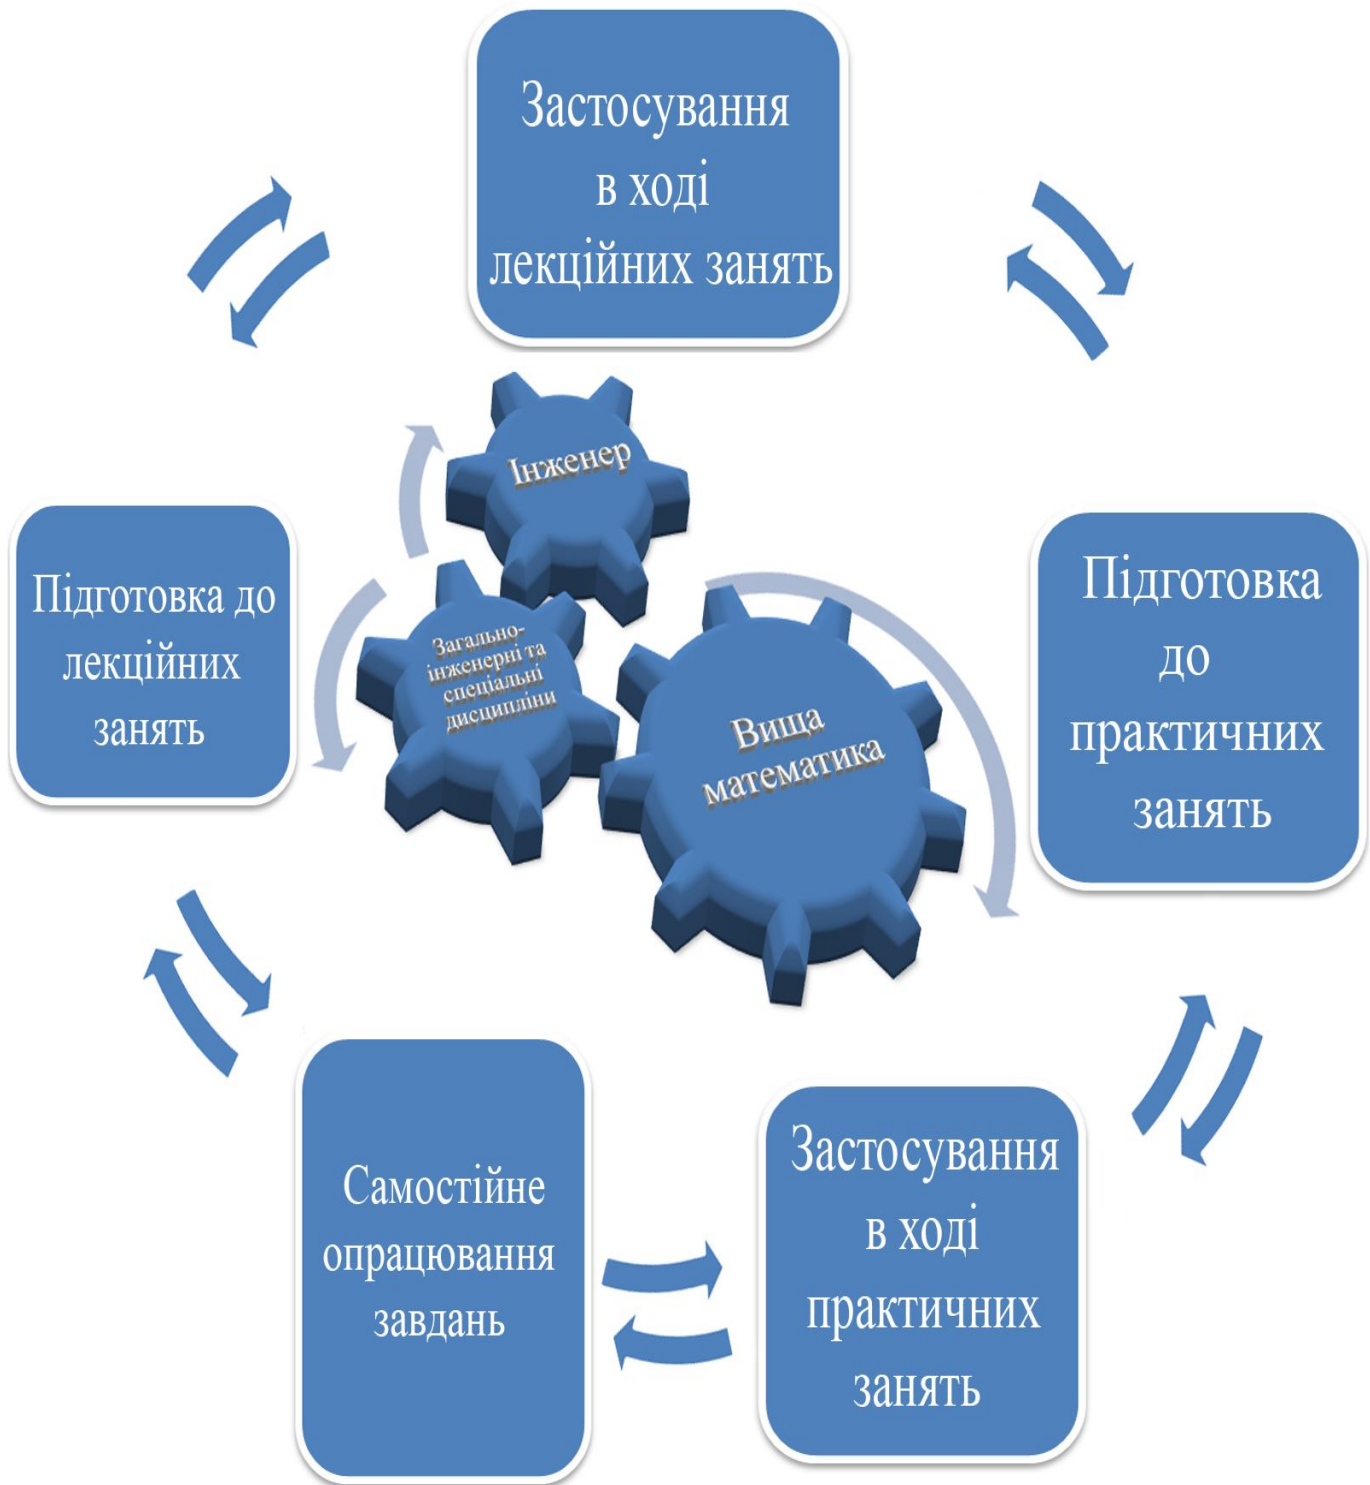 Застосування
в ході
лекційних занять
Інженер
Підготовка до
лекційних
занять
Загально-
інженерні та
спеціальні
дисципліни
Вища
математика
Підготовка
до
практичних
занять
Самостійне
опрацювання
завдань
Застосування
в ході
практичних
занять